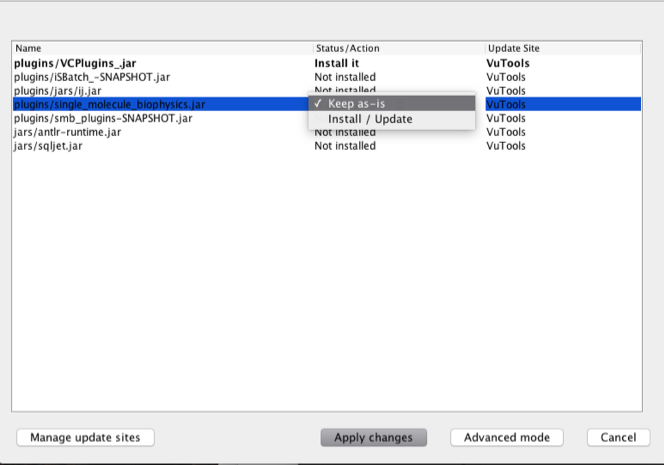 Name Status/Action Update Site
plugins/VCPlugins_.jar Install it VuTools
plugins/iSBatch_-SNAPSHOT.jar Not installed VuTools
plugins/jars/ij.jar Not installed VuTools
plugins/single_molecule_biophysics.jar ✓ Keep as-is VuTools
plugins/smb_plugins-SNAPSHOT.jar Install / Update VuTools
jars/antlr-runtime.jar Not installed VuTools
jars/sqljet.jar Not installed VuTools
Manage update sites Apply changes Advanced mode Cancel